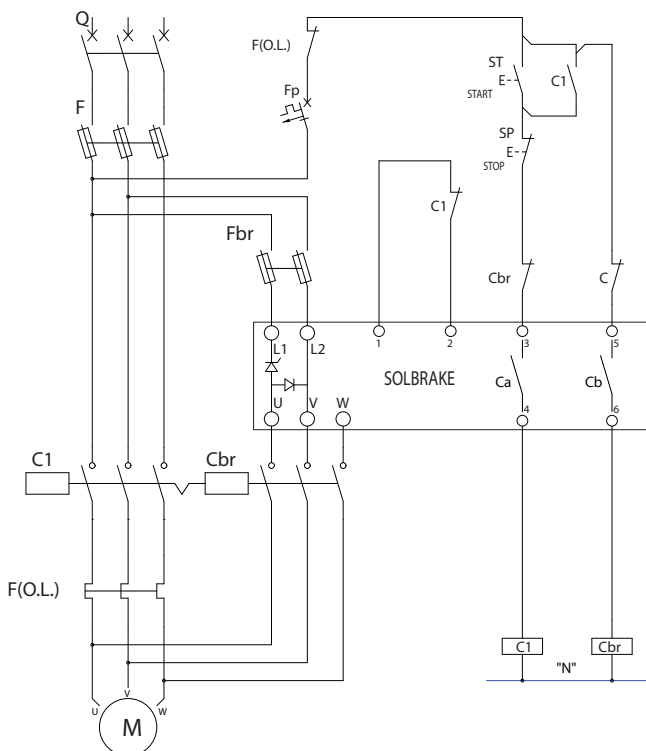 Q
F(O.L.)
ST
E
START
C1
Fp
F
SP
E
STOP
C1
Fbr
Cbr
C
L1
L2
1
2
3
5
SOLBRAKE
Ca
Cb
U
V
W
4
6
C1
Cbr
F(O.L.)
C1
Cbr
"N"
U
V
W
M